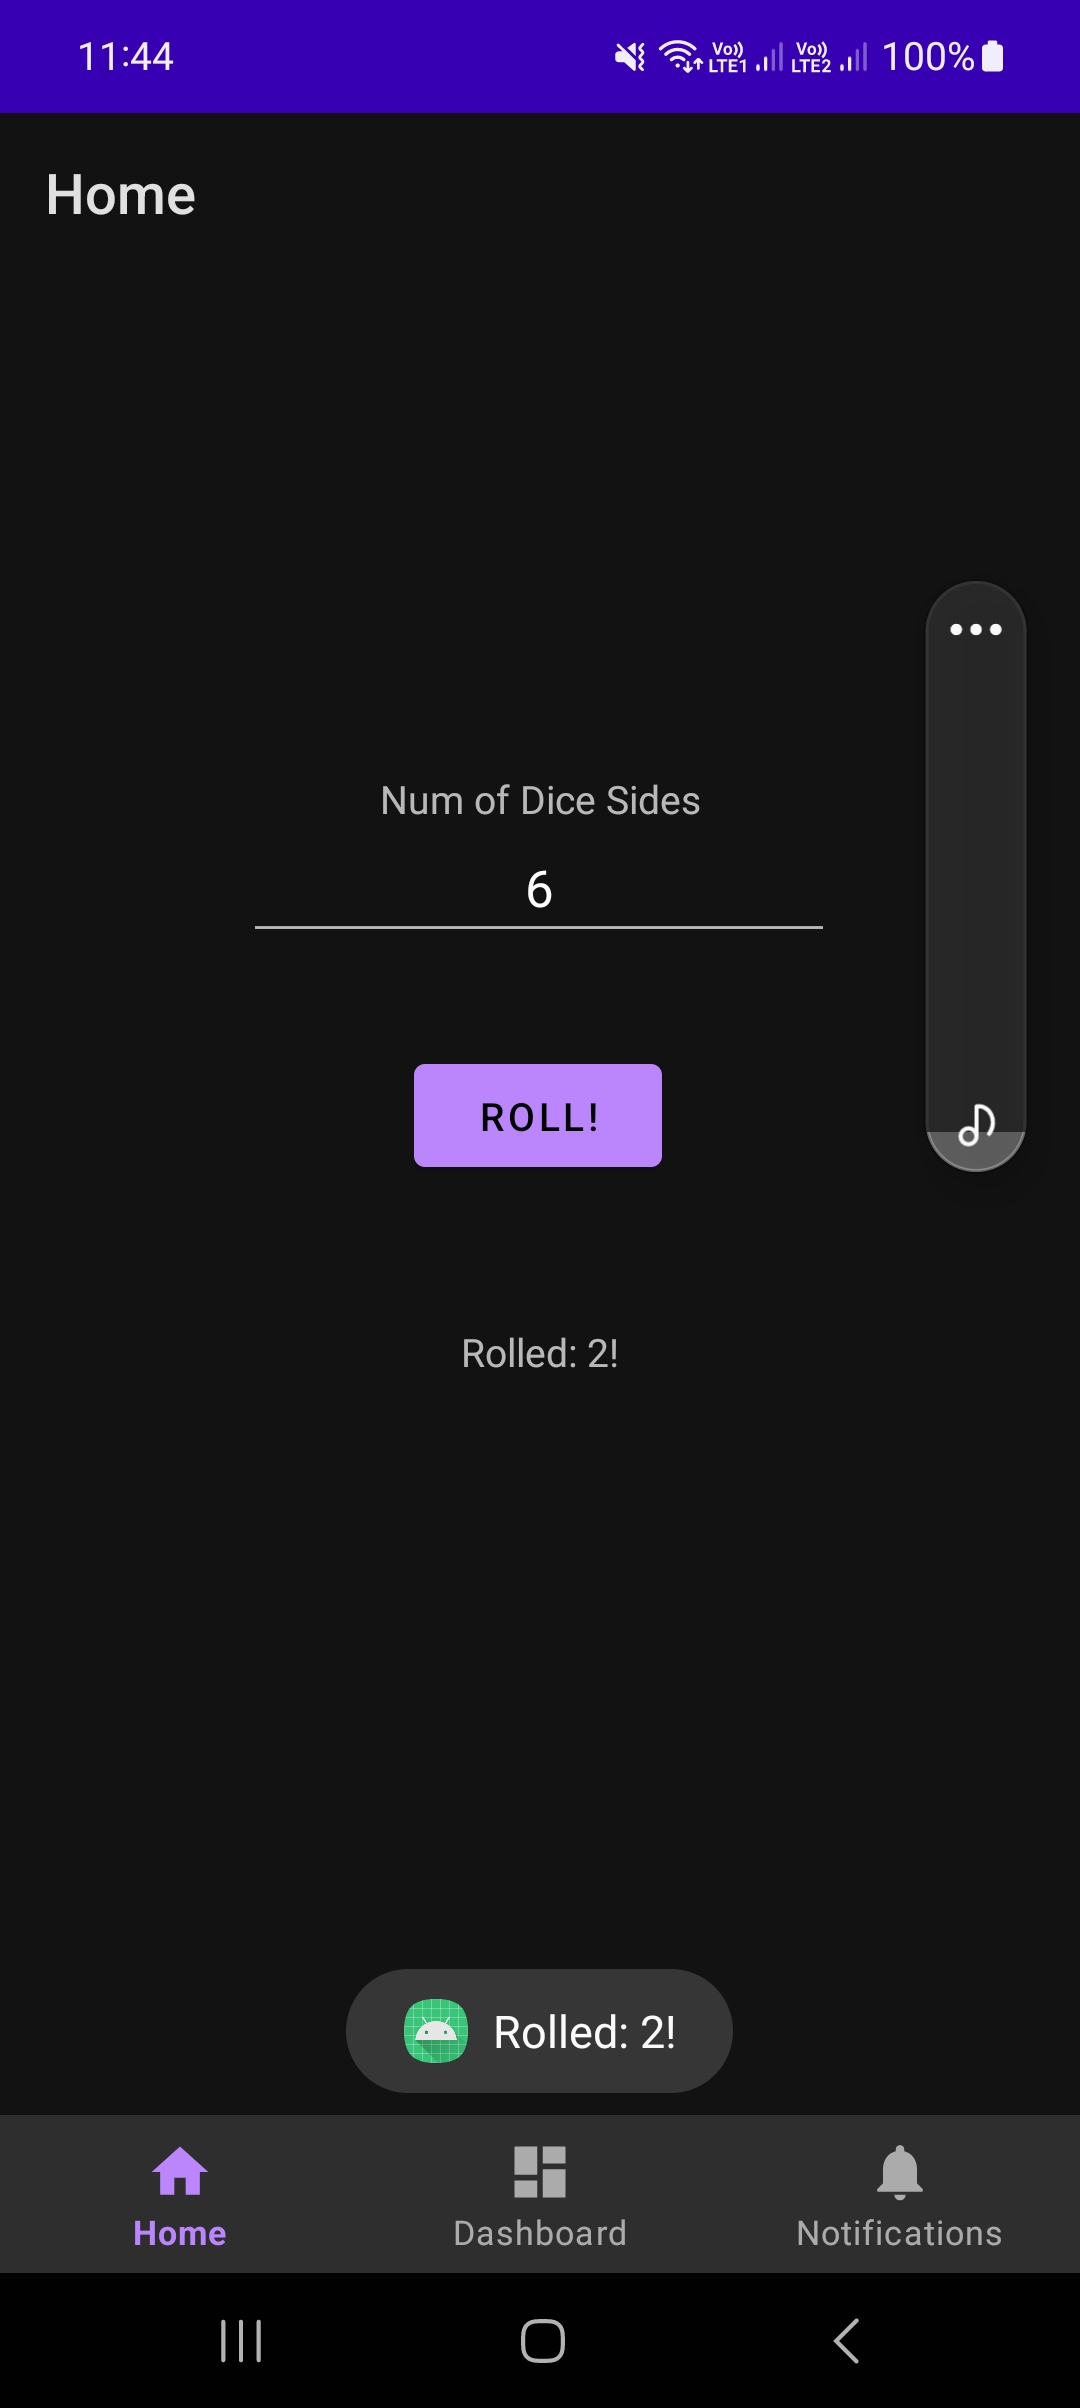 11:44
Vo)) LTE1 Vo)) LTE2 100%
Home
Num of Dice Sides
6
ROLL!
Rolled: 2!
Rolled: 2!
Home Dashboard Notifications